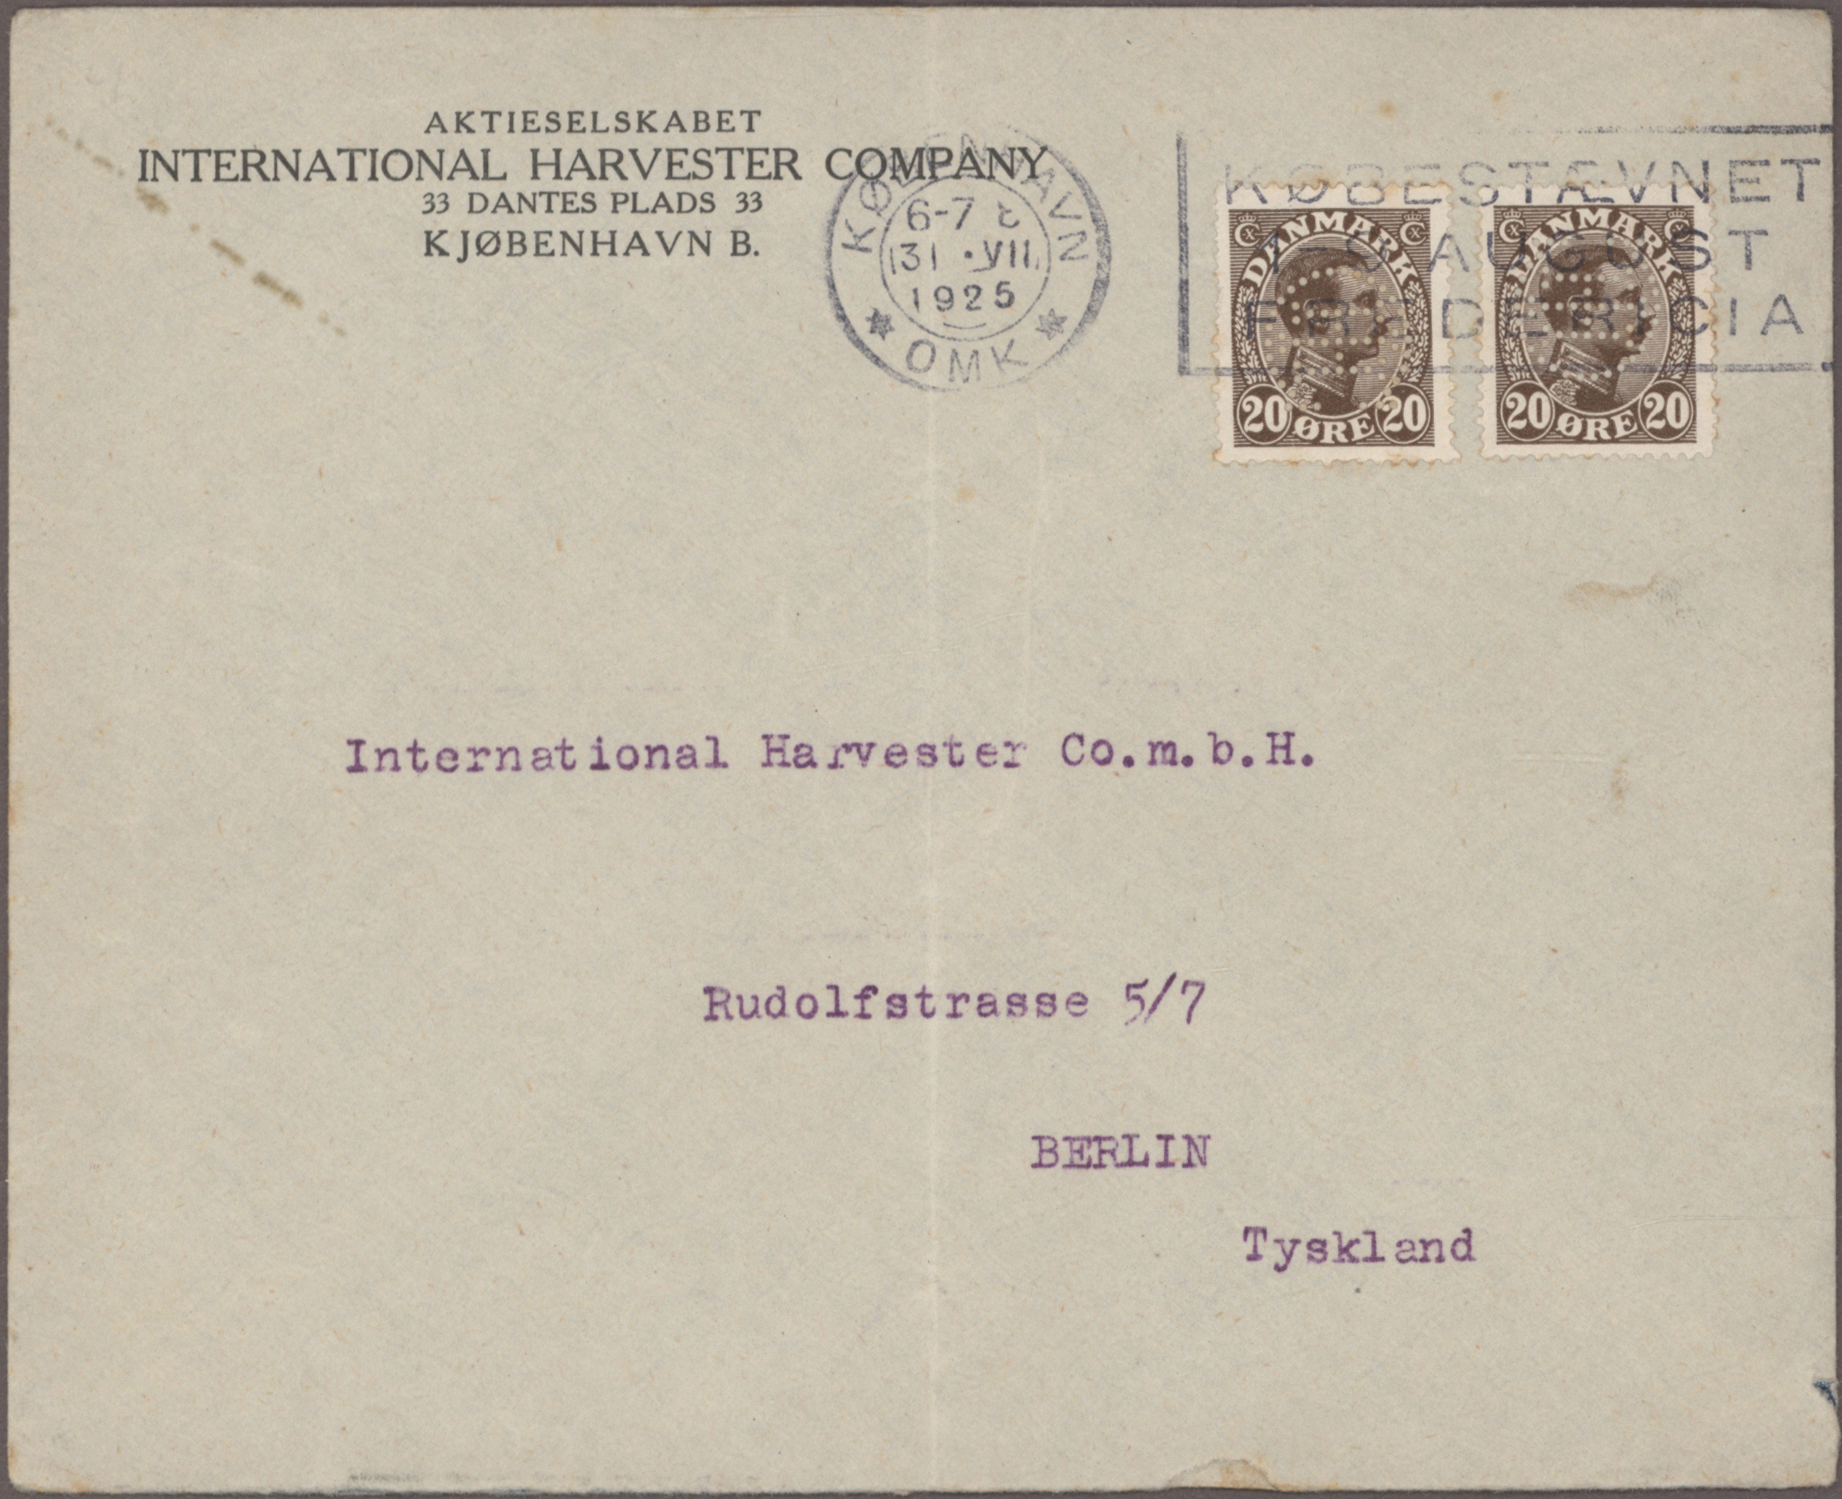 AKTIESELSKABET
INTERNATIONAL HARVESTER COMPANY
33 DANTES PLADS 33
KJØBENHAVN B.
KØBENHAVN
6-7
31 • VII.
1925
OMK
KØBESTÆVNET
AUGUST
FREDERICIA
DANMARK
20 ØRE 20
DANMARK
20 ØRE 20
International Harvester Co.m.b.H.
Rudolfstrasse 5/7
BERLIN
Tyskland